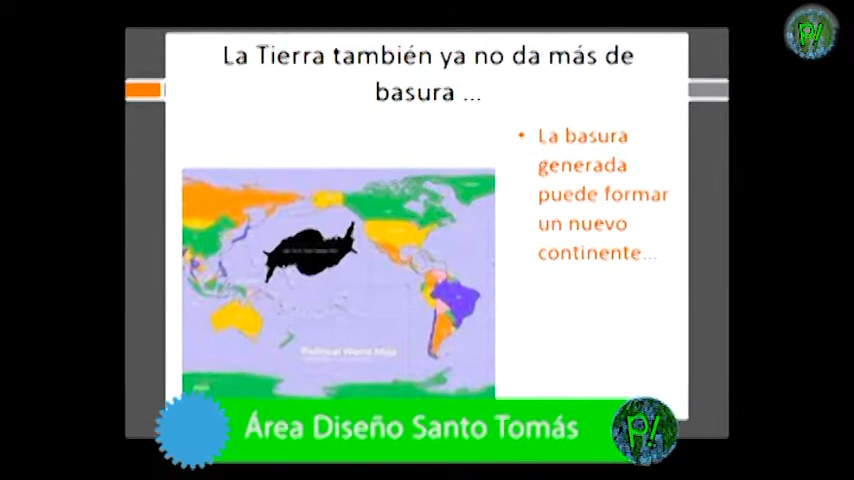 La Tierra también ya no da más de
basura ...
• La basura
generada
puede formar
un nuevo
continente...
Political World Map
Área Diseño Santo Tomás
P!
P!